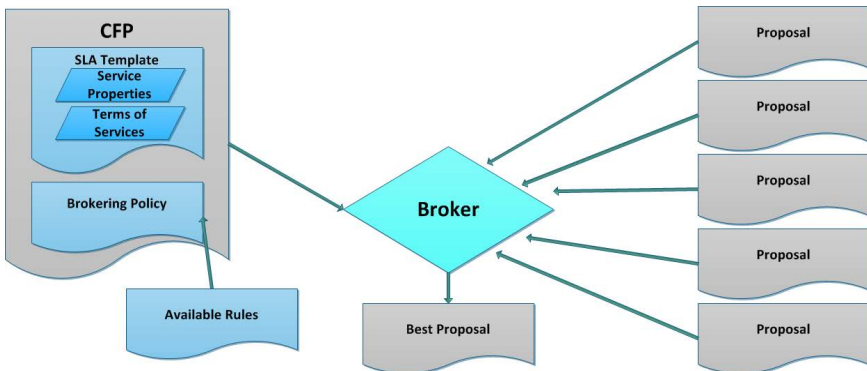 CFP
SLA Template
Service
Properties
Terms of
Services
Brokering Policy
Available Rules
Broker
Best Proposal
Proposal
Proposal
Proposal
Proposal
Proposal